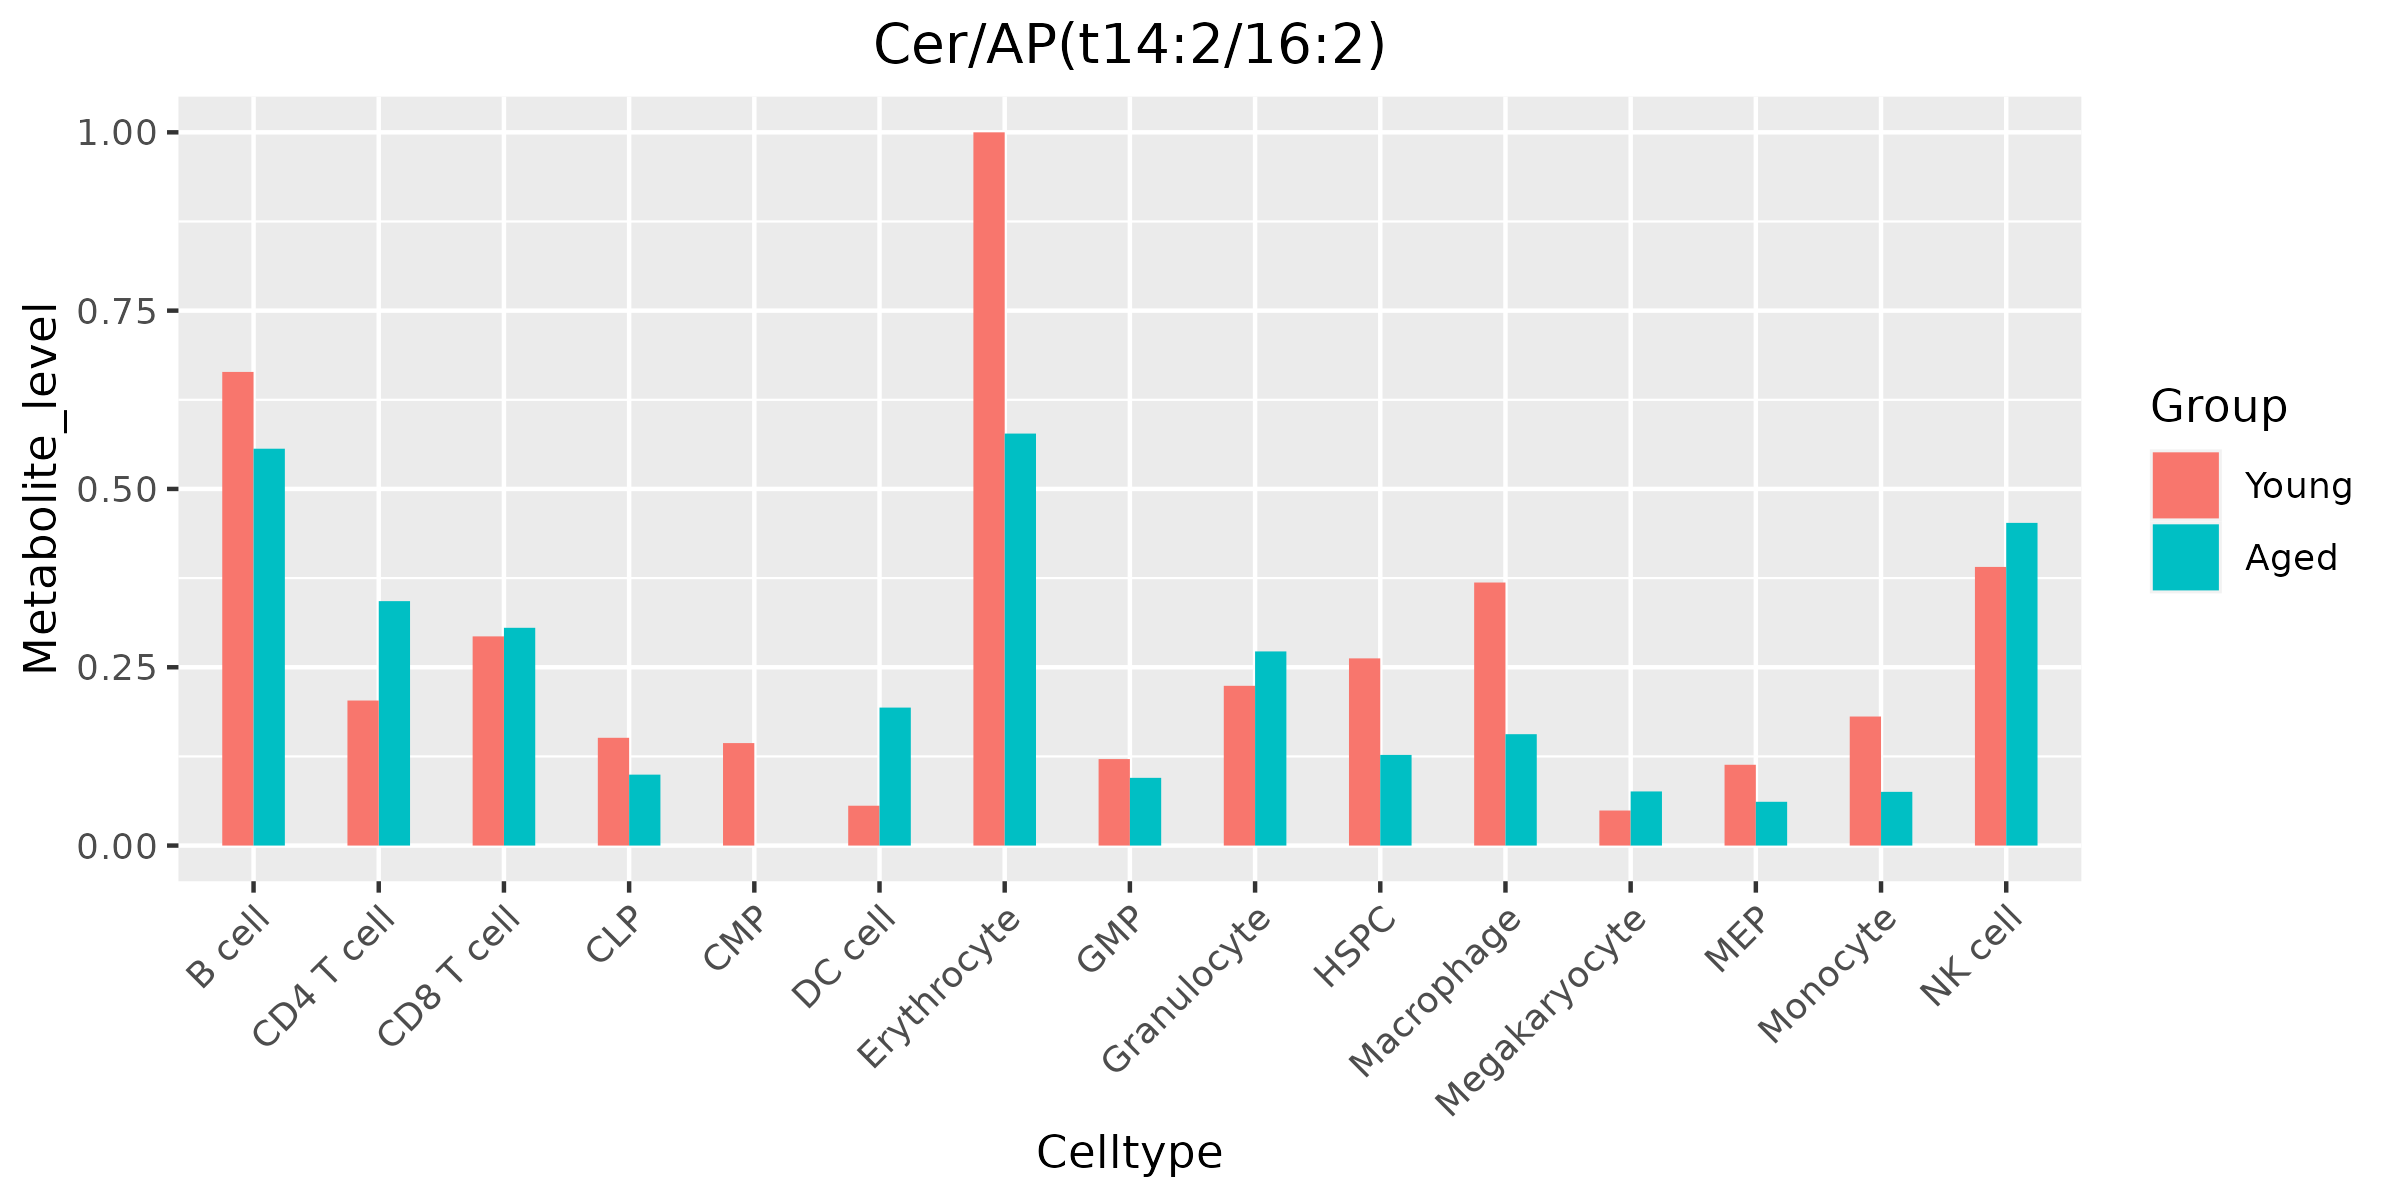 Cer/AP(t14:2/16:2)
Metabolite_level
1.00
0.75
0.50
0.25
0.00
B cell
CD4 T cell
CD8 T cell
CLP
CMP
DC cell
Erythrocyte
GMP
Granulocyte
HSPC
Macrophage
Megakaryocyte
MEP
Monocyte
NK cell
Celltype
Group
Young
Aged